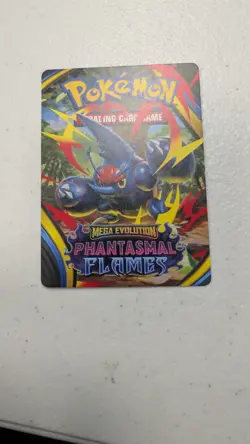 POKéMON
TRADING CARD GAME
MEGA EVOLUTION
PHANTASMAL
FLAMES